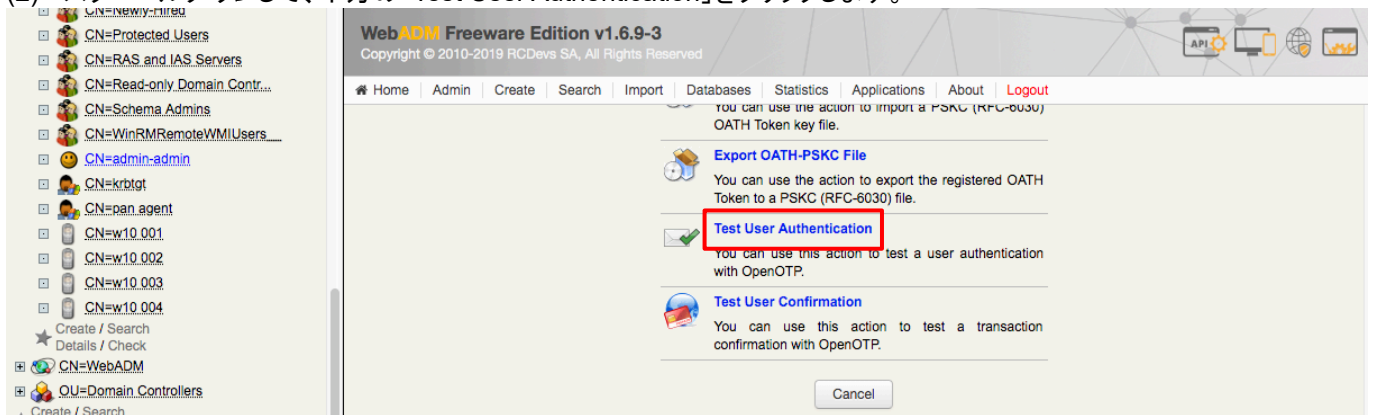 CN=Newly-Hired
CN=Protected Users
CN=RAS and IAS Servers
CN=Read-only Domain Contr...
CN=Schema Admins
CN=WinRMRemoteWMIUsers__
CN=admin-admin
CN=krbtgt
CN=pan agent
CN=w10 001
CN=w10 002
CN=w10 003
CN=w10 004
Create / Search
Details / Check
CN=WebADM
OU=Domain Controllers
Create / Search
WebADM Freeware Edition v1.6.9-3
Copyright © 2010-2019 RCDevs SA, All Rights Reserved
API
Home Admin Create Search Import Databases Statistics Applications About Logout
You can use the action to import a PSKC (RFC-6030)
OATH Token key file.
Export OATH-PSKC File
You can use the action to export the registered OATH
Token to a PSKC (RFC-6030) file.
Test User Authentication
You can use this action to test a user authentication
with OpenOTP.
Test User Confirmation
You can use this action to test a transaction
confirmation with OpenOTP.
Cancel